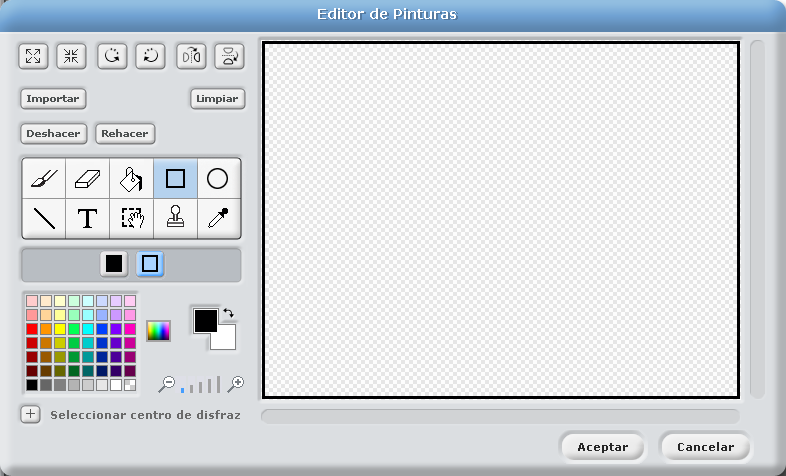 Editor de Pinturas
Importar
Limpiar
Deshacer
Rehacer
T
Seleccionar centro de disfraz
Aceptar
Cancelar